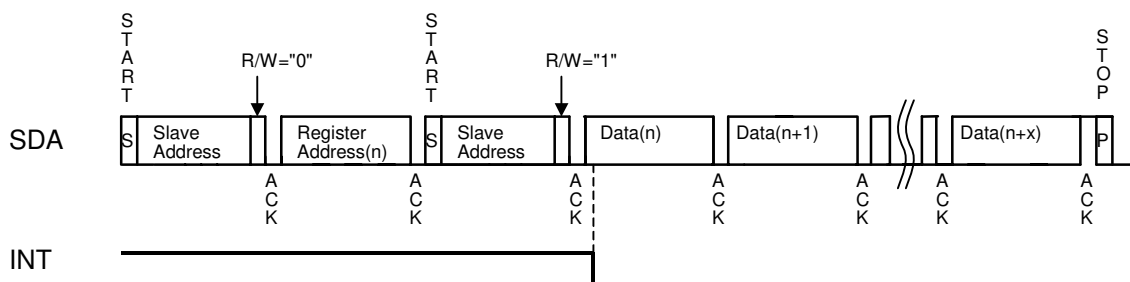 START
START
STOP
R/W="0"
R/W="1"
SDA
S
Slave
Address
Register
Address(n)
S
Slave
Address
Data(n)
Data(n+1)
Data(n+x)
P
ACK
ACK
ACK
ACK
ACK
ACK
ACK
INT